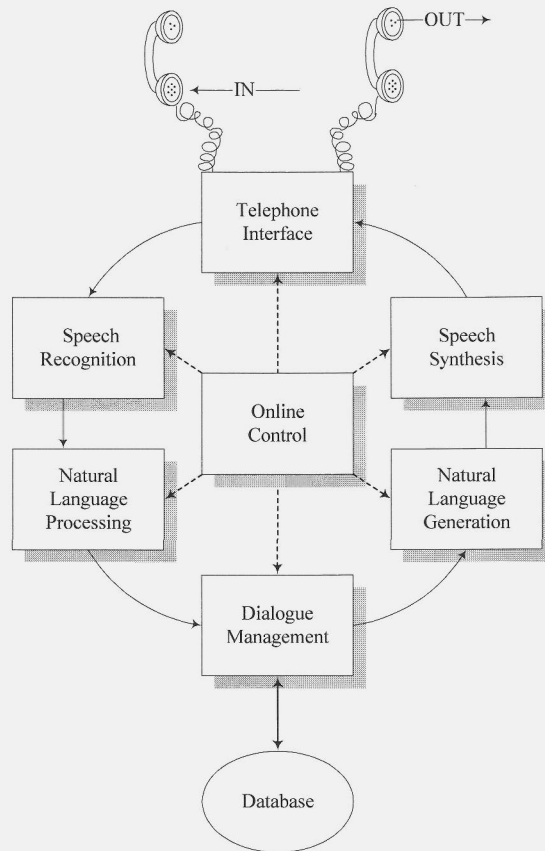 OUT
IN
Telephone
Interface
Speech
Recognition
Speech
Synthesis
Online
Control
Natural
Language
Processing
Natural
Language
Generation
Dialogue
Management
Database